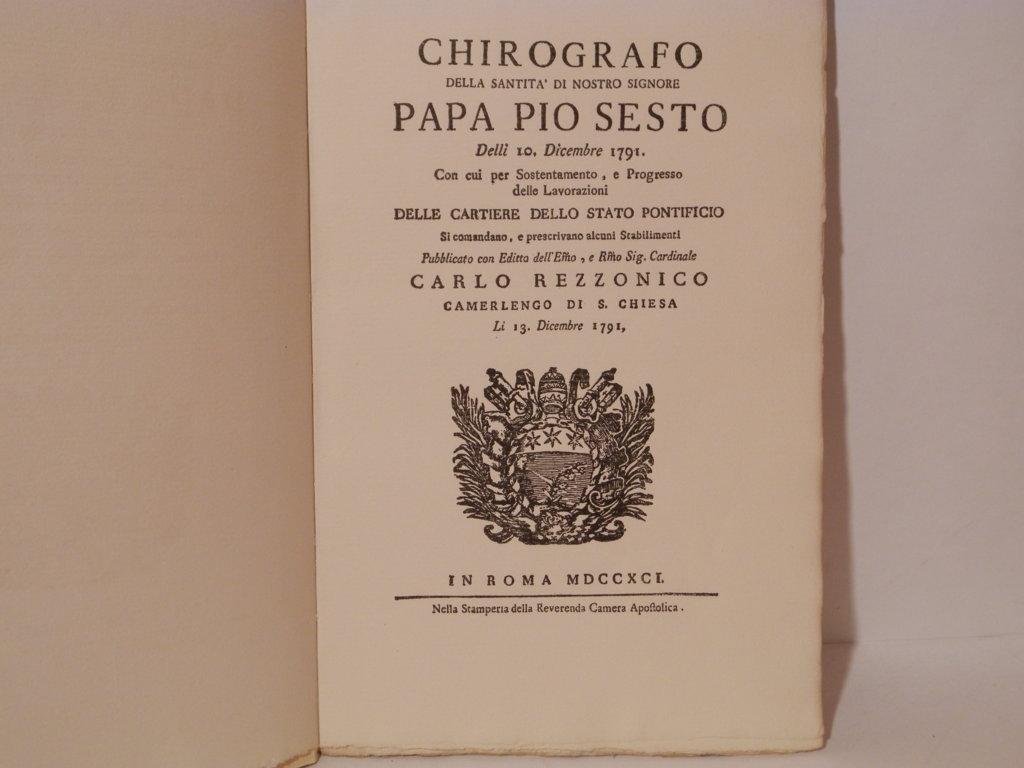 CHIROGRAFO
DELLA SANTITA' DI NOSTRO SIGNORE
PAPA PIO SESTO
Delli 10. Dicembre 1791.
Con cui per Sostentamento, e Progresso
delle Lavorazioni
DELLE CARTIERE DELLO STATO PONTIFICIO
Si comandano, e prescrivano alcuni Stabilimenti
Pubblicato con Editto dell'Em̃o, e Rm̃o Sig. Cardinale
CARLO REZZONICO
CAMERLENGO DI S. CHIESA
Li 13. Dicembre 1791,
IN ROMA MDCCXCI.
Nella Stamperia della Reverenda Camera Apoſtolica.